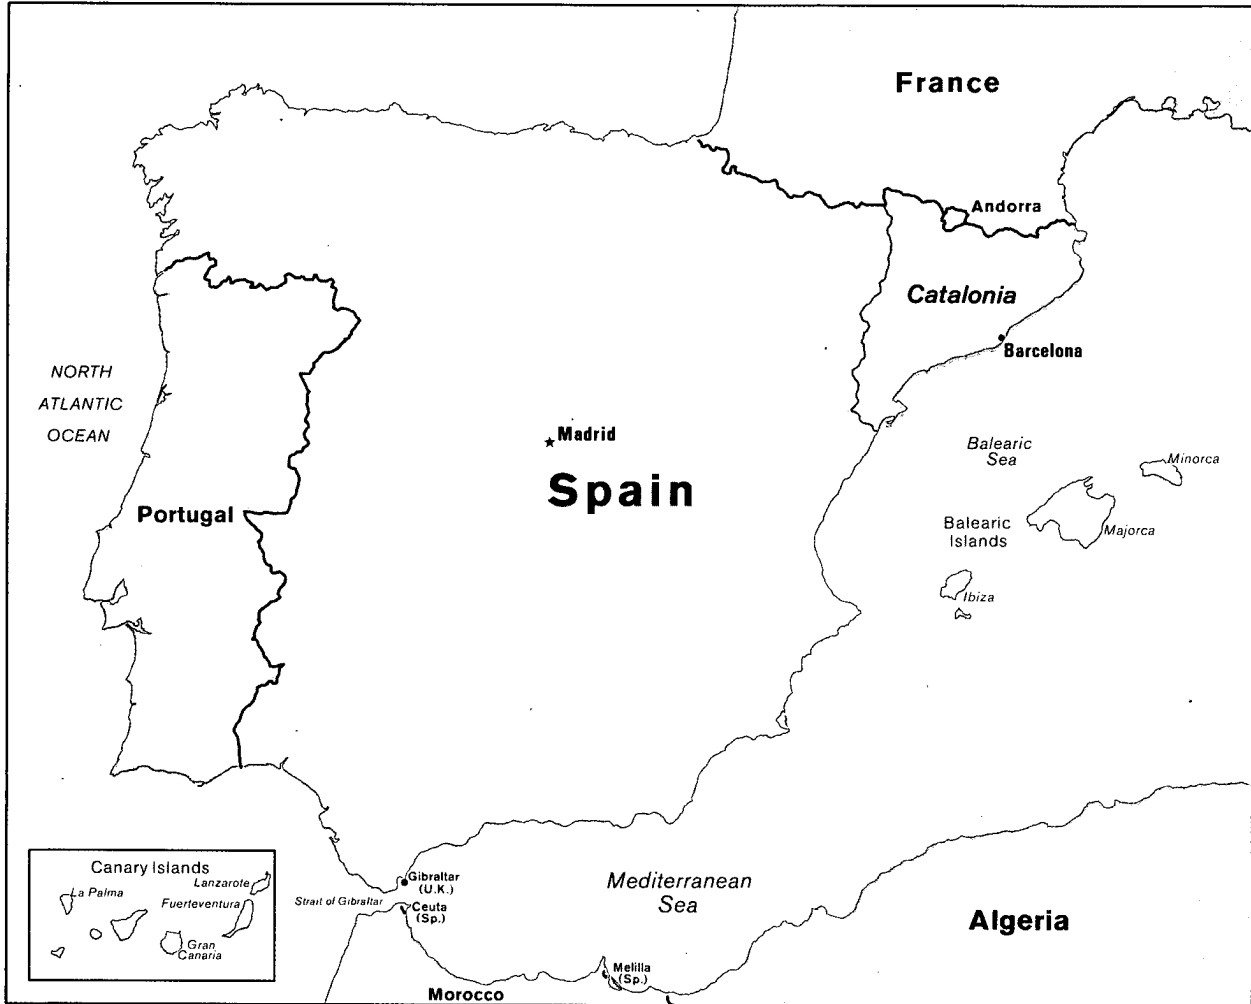 France
Andorra
Catalonia
Barcelona
NORTH
ATLANTIC
OCEAN
Madrid
Spain
Portugal
Balearic
Sea
Minorca
Balearic
Islands
Majorca
Ibiza
Canary Islands
La Palma
Lanzarote
Fuerteventura
Gran
Canaria
Gibraltar
(U.K.)
Strait of Gibraltar
Ceuta
(Sp.)
Mediterranean
Sea
Algeria
Melilla
(Sp.)
Morocco